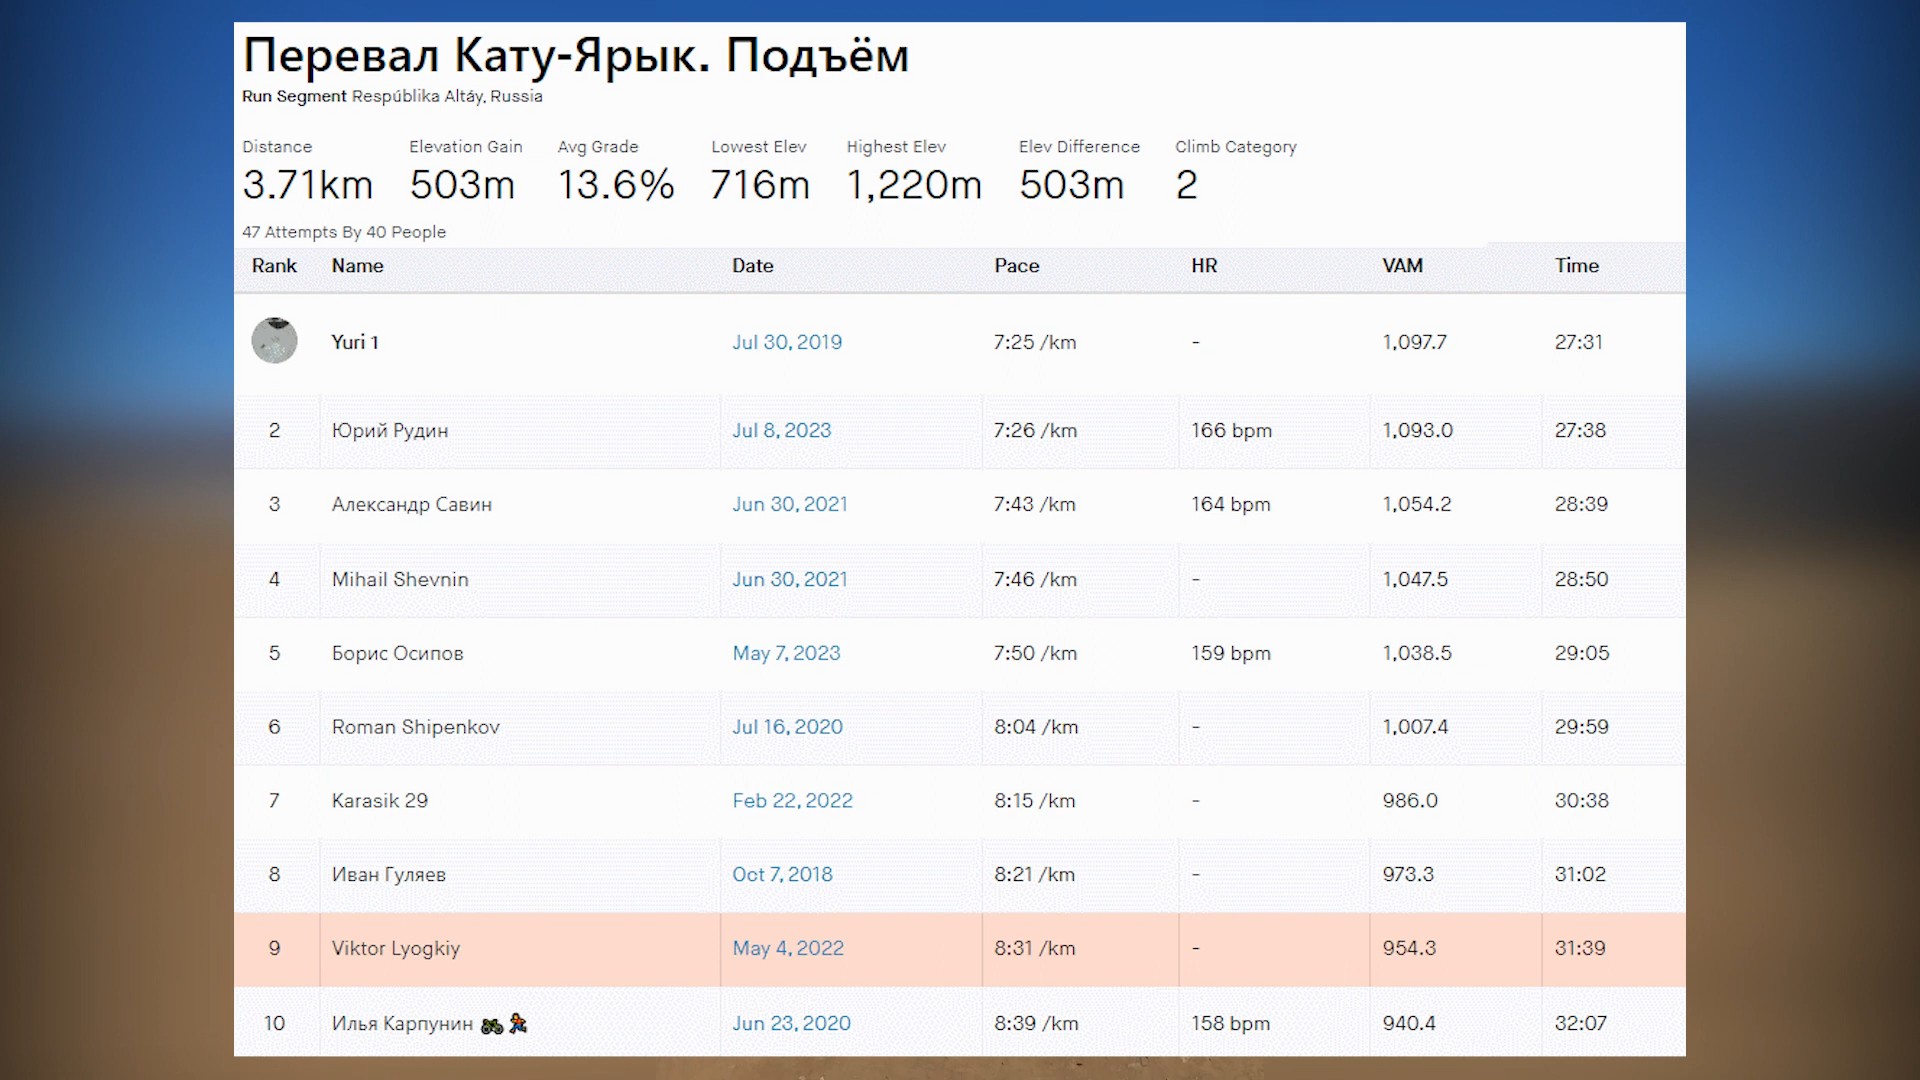 Перевал Кату-Ярык. Подъём
Run Segment Respública Altáy, Russia
Distance Elevation Gain Avg Grade Lowest Elev Highest Elev Elev Difference Climb Category
3.71km 503m 13.6% 716m 1,220m 503m 2
47 Attempts By 40 People
Rank Name Date Pace HR VAM Time
Yuri 1 Jul 30, 2019 7:25 /km - 1,097.7 27:31
2 Юрий Рудин Jul 8, 2023 7:26 /km 166 bpm 1,093.0 27:38
3 Александр Савин Jun 30, 2021 7:43 /km 164 bpm 1,054.2 28:39
4 Mihail Shevnin Jun 30, 2021 7:46 /km - 1,047.5 28:50
5 Борис Осипов May 7, 2023 7:50 /km 159 bpm 1,038.5 29:05
6 Roman Shipenkov Jul 16, 2020 8:04 /km - 1,007.4 29:59
7 Karasik 29 Feb 22, 2022 8:15 /km - 986.0 30:38
8 Иван Гуляев Oct 7, 2018 8:21 /km - 973.3 31:02
9 Viktor Lyogkiy May 4, 2022 8:31 /km - 954.3 31:39
10 Илья Карпунин Jun 23, 2020 8:39 /km 158 bpm 940.4 32:07